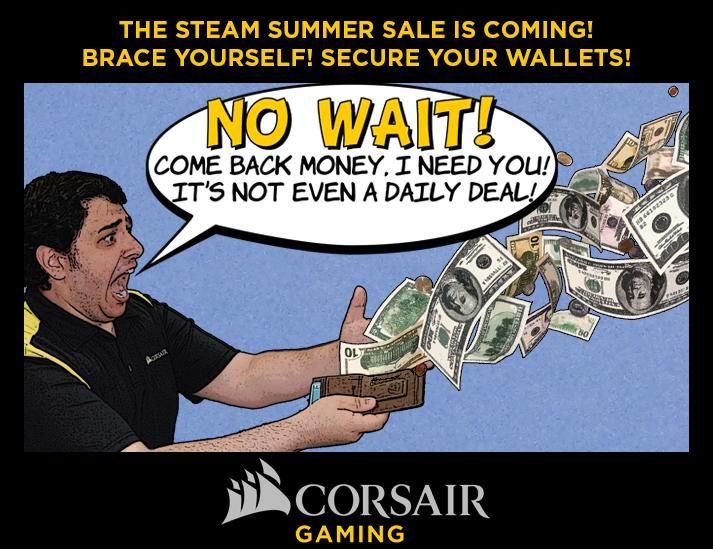 THE STEAM SUMMER SALE IS COMING!
BRACE YOURSELF! SECURE YOUR WALLETS!
NO WAIT!
COME BACK MONEY, I NEED YOU!
IT'S NOT EVEN A DAILY DEAL!
CORSAIR
CORSAIR
GAMING